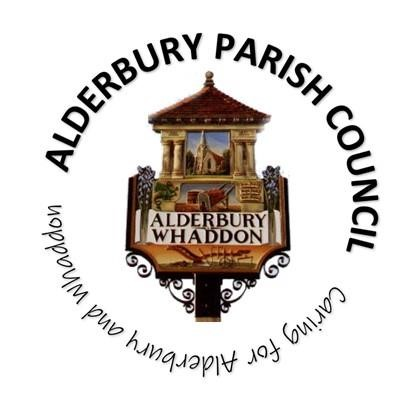 ALDERBURY PARISH COUNCIL
ALDERBURY
WHADDON
Caring for Alderbury and Whaddon